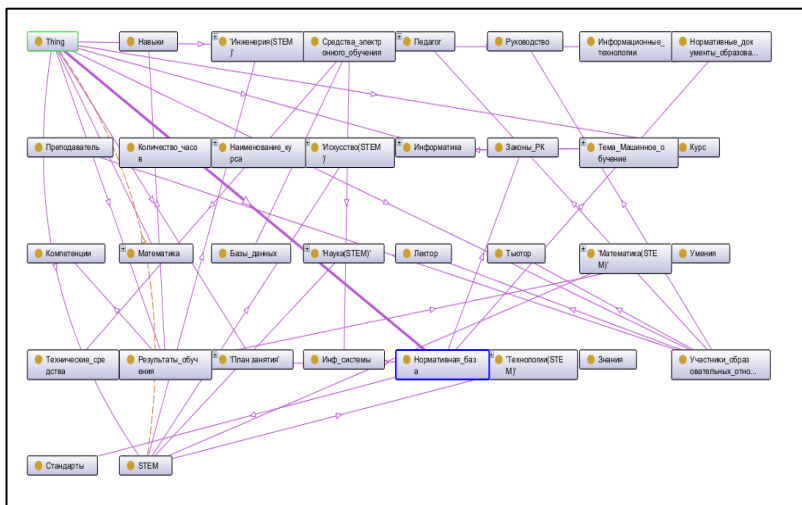 Thing
Навыки
'Инженерия(STEM
)'
Средства_электр
онного_обучения
Педагог
Руководство
Информационные_
технологии
Нормативные_док
ументы_образова...
Преподаватель
Количество_часо
в
Наименование_ку
рса
'Искусство(STEM
)'
Информатика
Законы_РК
Тема_Машинное_о
бучение
Курс
Компетенции
Математика
Базы_данных
'Наука(STEM)'
Лектор
Тьютор
'Математика(STE
M)'
Умения
Технические_сре
дства
Результаты_обуч
ения
'План занятия'
Инф_системы
Нормативная_баз
а
'Технологии(STE
M)'
Знания
Участники_образ
овательных_отно...
Стандарты
STEM